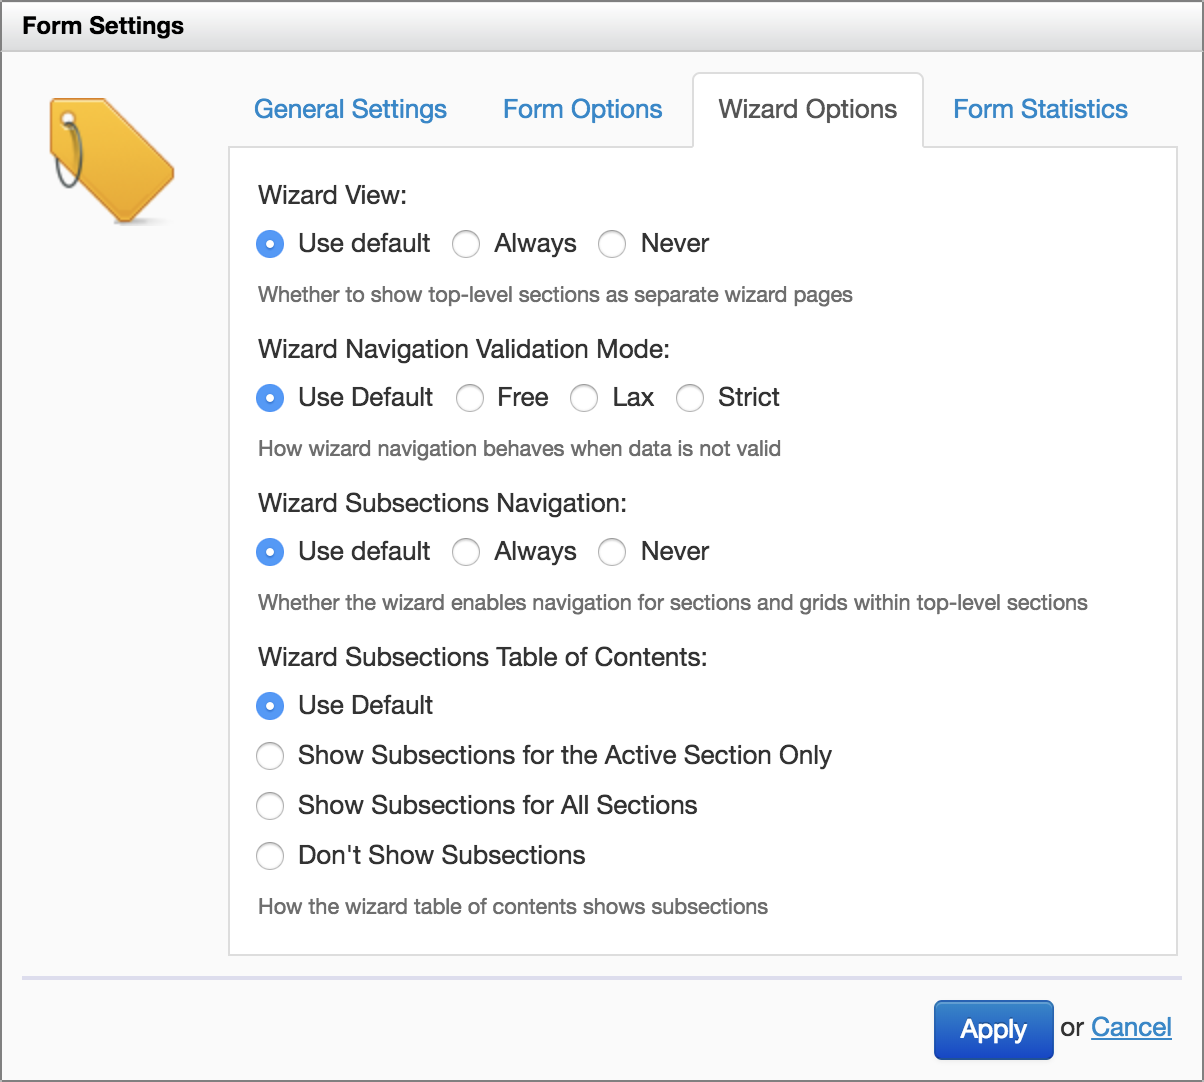 Form Settings
General Settings Form Options Wizard Options Form Statistics
Wizard View:
Use default Always Never
Whether to show top-level sections as separate wizard pages
Wizard Navigation Validation Mode:
Use Default Free Lax Strict
How wizard navigation behaves when data is not valid
Wizard Subsections Navigation:
Use default Always Never
Whether the wizard enables navigation for sections and grids within top-level sections
Wizard Subsections Table of Contents:
Use Default
Show Subsections for the Active Section Only
Show Subsections for All Sections
Don't Show Subsections
How the wizard table of contents shows subsections
Apply or Cancel